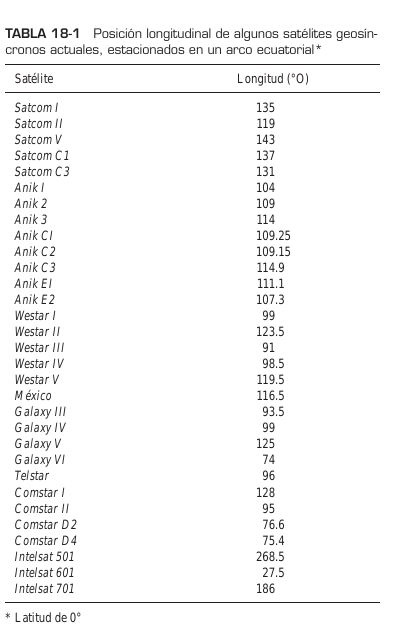 TABLA 18-1 Posición longitudinal de algunos satélites geosín-
cronos actuales, estacionados en un arco ecuatorial*
Satélite Longitud (°O)
Satcom I 135
Satcom II 119
Satcom V 143
Satcom C1 137
Satcom C3 131
Anik I 104
Anik 2 109
Anik 3 114
Anik CI 109.25
Anik C2 109.15
Anik C3 114.9
Anik EI 111.1
Anik E2 107.3
Westar I 99
Westar II 123.5
Westar III 91
Westar IV 98.5
Westar V 119.5
México 116.5
Galaxy III 93.5
Galaxy IV 99
Galaxy V 125
Galaxy VI 74
Telstar 96
Comstar I 128
Comstar II 95
Comstar D2 76.6
Comstar D4 75.4
Intelsat 501 268.5
Intelsat 601 27.5
Intelsat 701 186
* Latitud de 0°